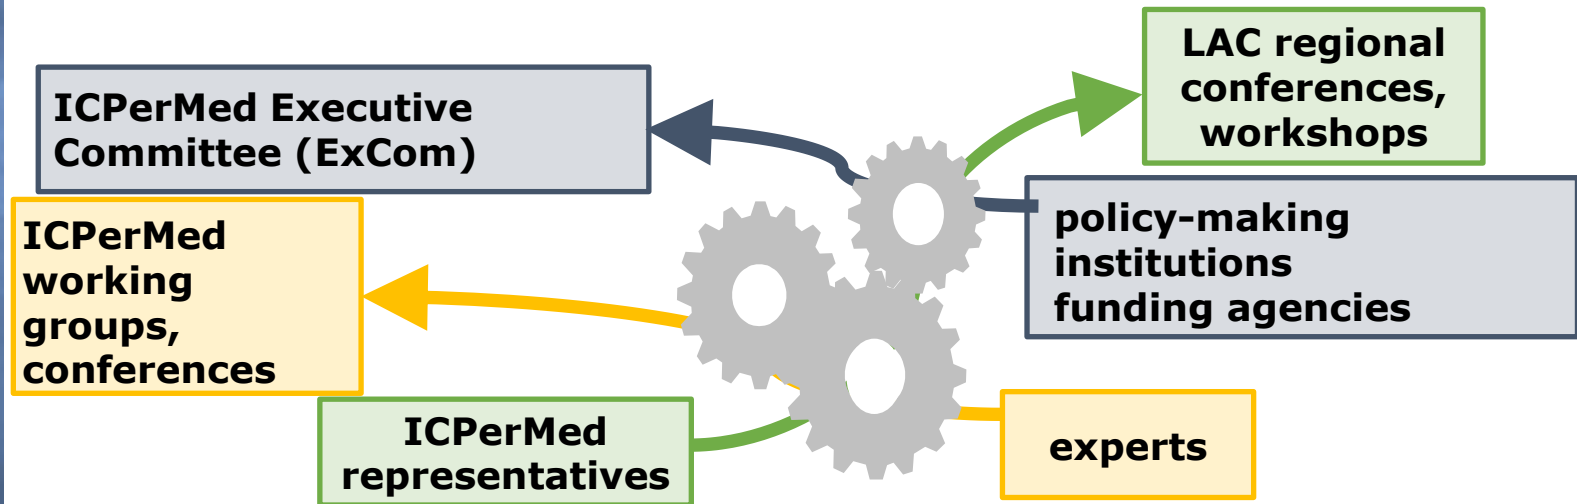 LAC regional
conferences,
workshops
ICPerMed Executive
Committee (ExCom)
policy-making
institutions
funding agencies
ICPerMed
working
groups,
conferences
ICPerMed
representatives
experts